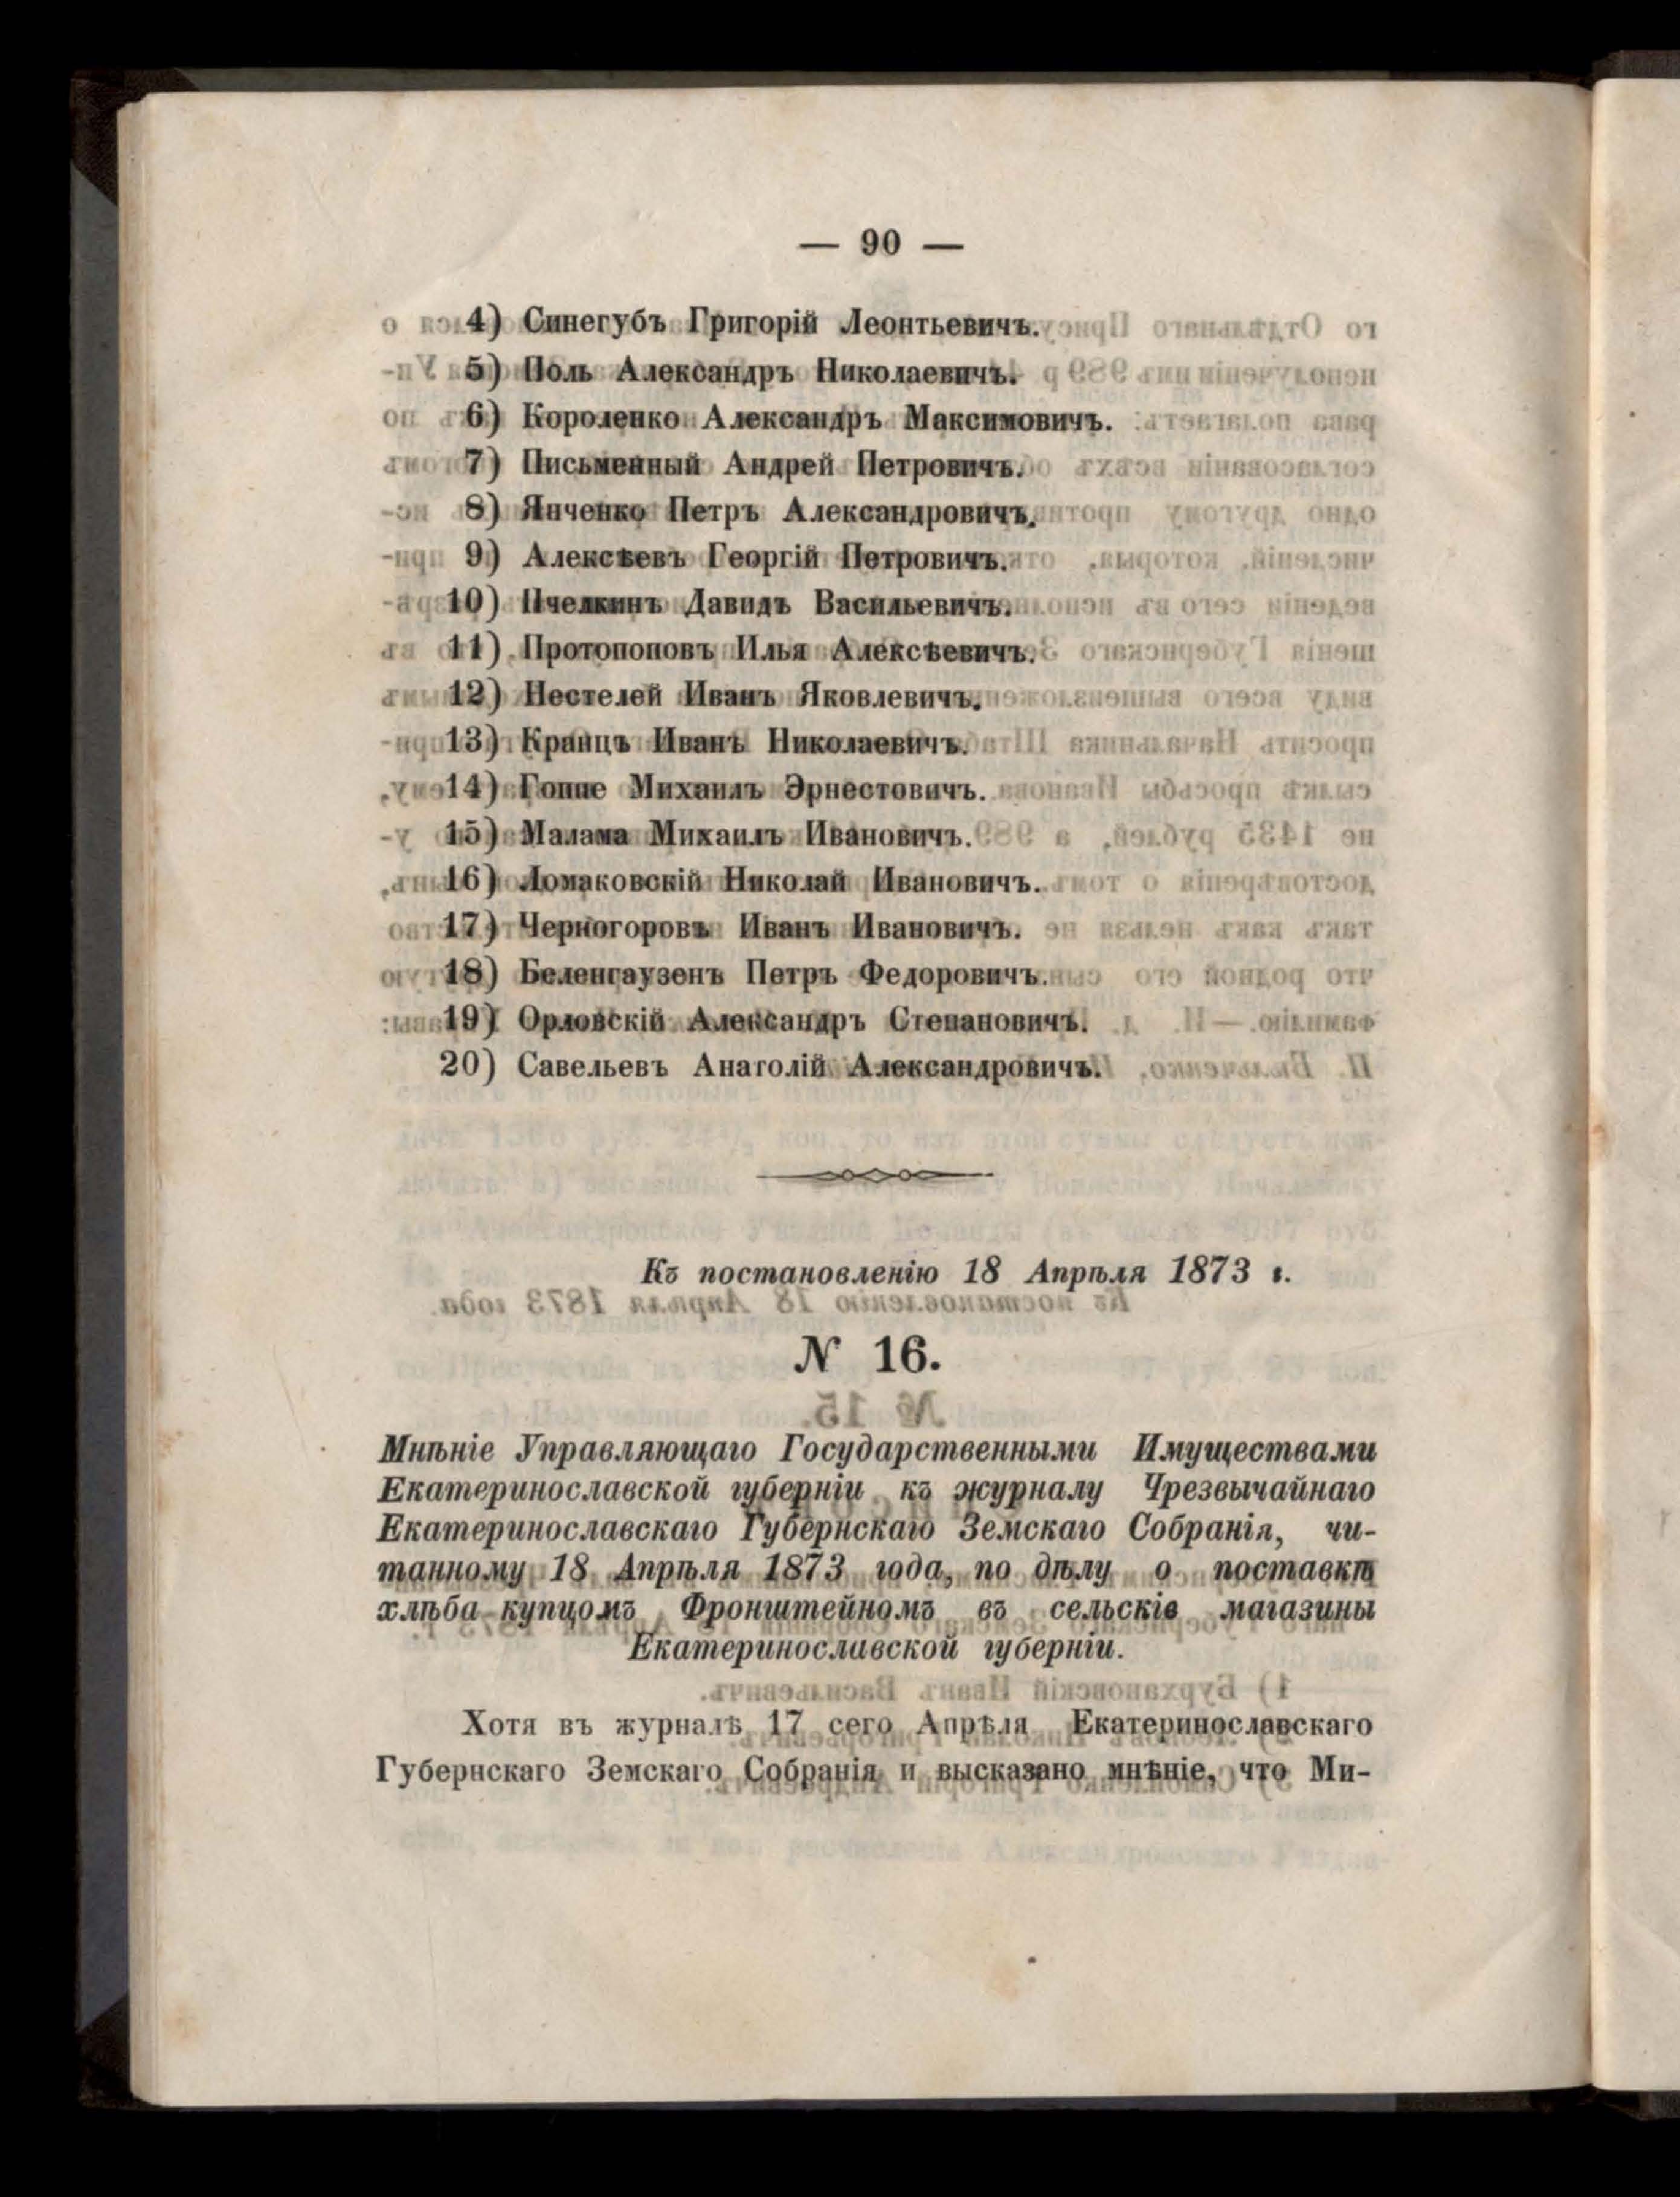 — 90 —
4) Синегубъ Григорій Леонтьевичъ.
5) Поль Александръ Николаевичъ.
6) Короленко Александръ Максимовичъ.
7) Письменный Андрей Петровичъ.
8) Янченко Петръ Александровичъ.
9) Алексѣевъ Георгій Петровичъ.
10) Пчелкинъ Давидъ Васильевичъ.
11) Протопоповъ Илья Алексѣевичъ.
12) Нестелей Иванъ Яковлевичъ.
13) Кранцъ Иванъ Николаевичъ.
14) Гоппе Михаилъ Эрнестовичъ.
15) Малама Михаилъ Ивановичъ.
16) Ломаковскій Николай Ивановичъ.
17) Черногоровъ Иванъ Ивановичъ.
18) Беленгаузенъ Петръ Федоровичъ.
19) Орловскій Александръ Степановичъ.
20) Савельевъ Анатолій Александровичъ.
Къ постановленію 18 Апрѣля 1873 г.
№ 16.
Мнѣніе Управляющаго Государственными Имуществами
Екатеринославской губерніи къ журналу Чрезвычайнаго
Екатеринославскаго Губернскаго Земскаго Собранія, чи-
танному 18 Апрѣля 1873 года, по дѣлу о поставкѣ
хлѣба купцомъ Фронштейномъ въ сельскіе магазины
Екатеринославской губерніи.
Хотя въ журналѣ 17 сего Апрѣля Екатеринославскаго
Губернскаго Земскаго Собранія и высказано мнѣніе, что Ми-